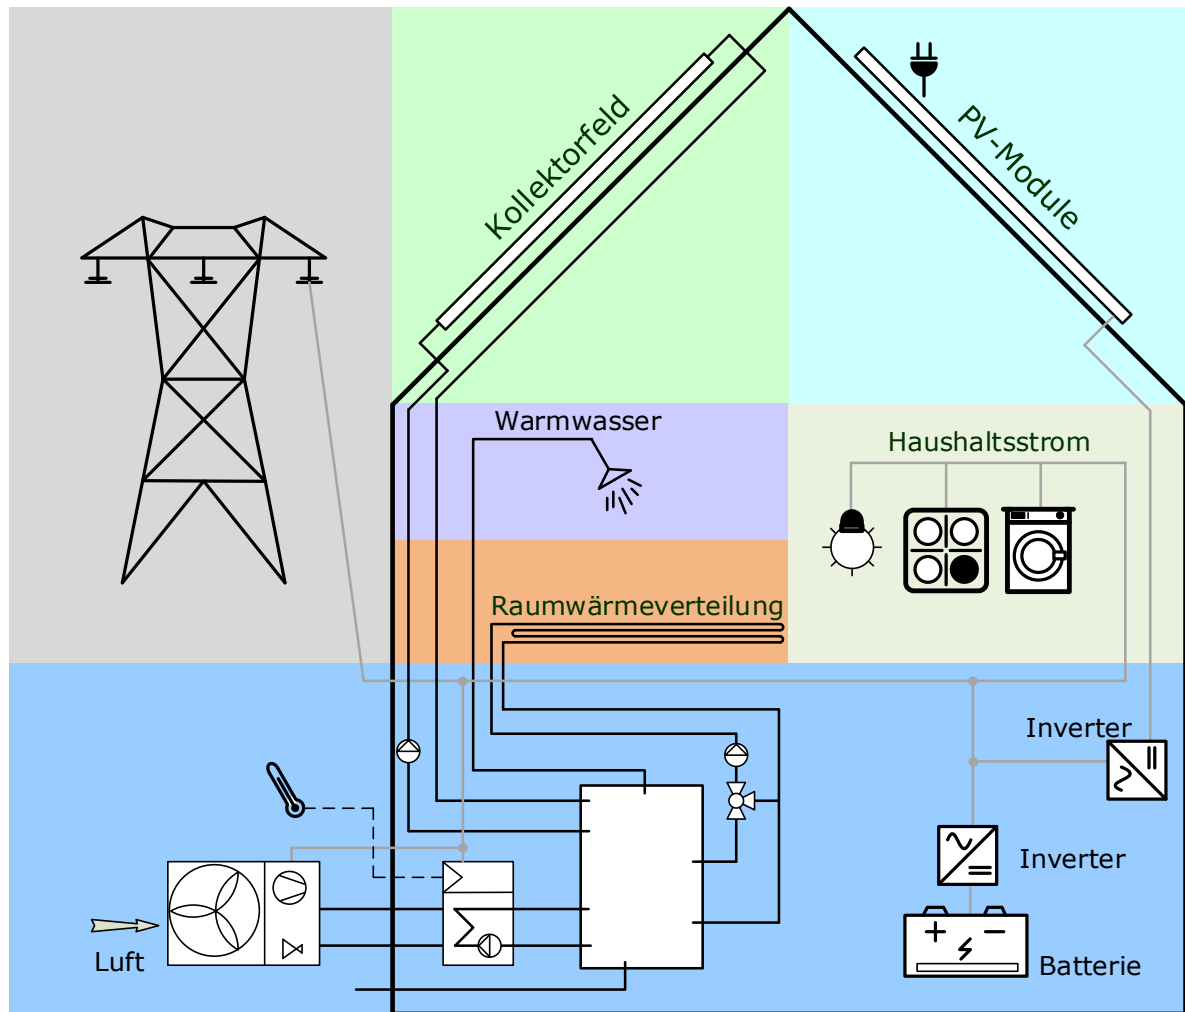 Kollektorfeld
PV-Module
Warmwasser
Haushaltsstrom
Raumwärmeverteilung
Inverter
Inverter
Luft
Batterie